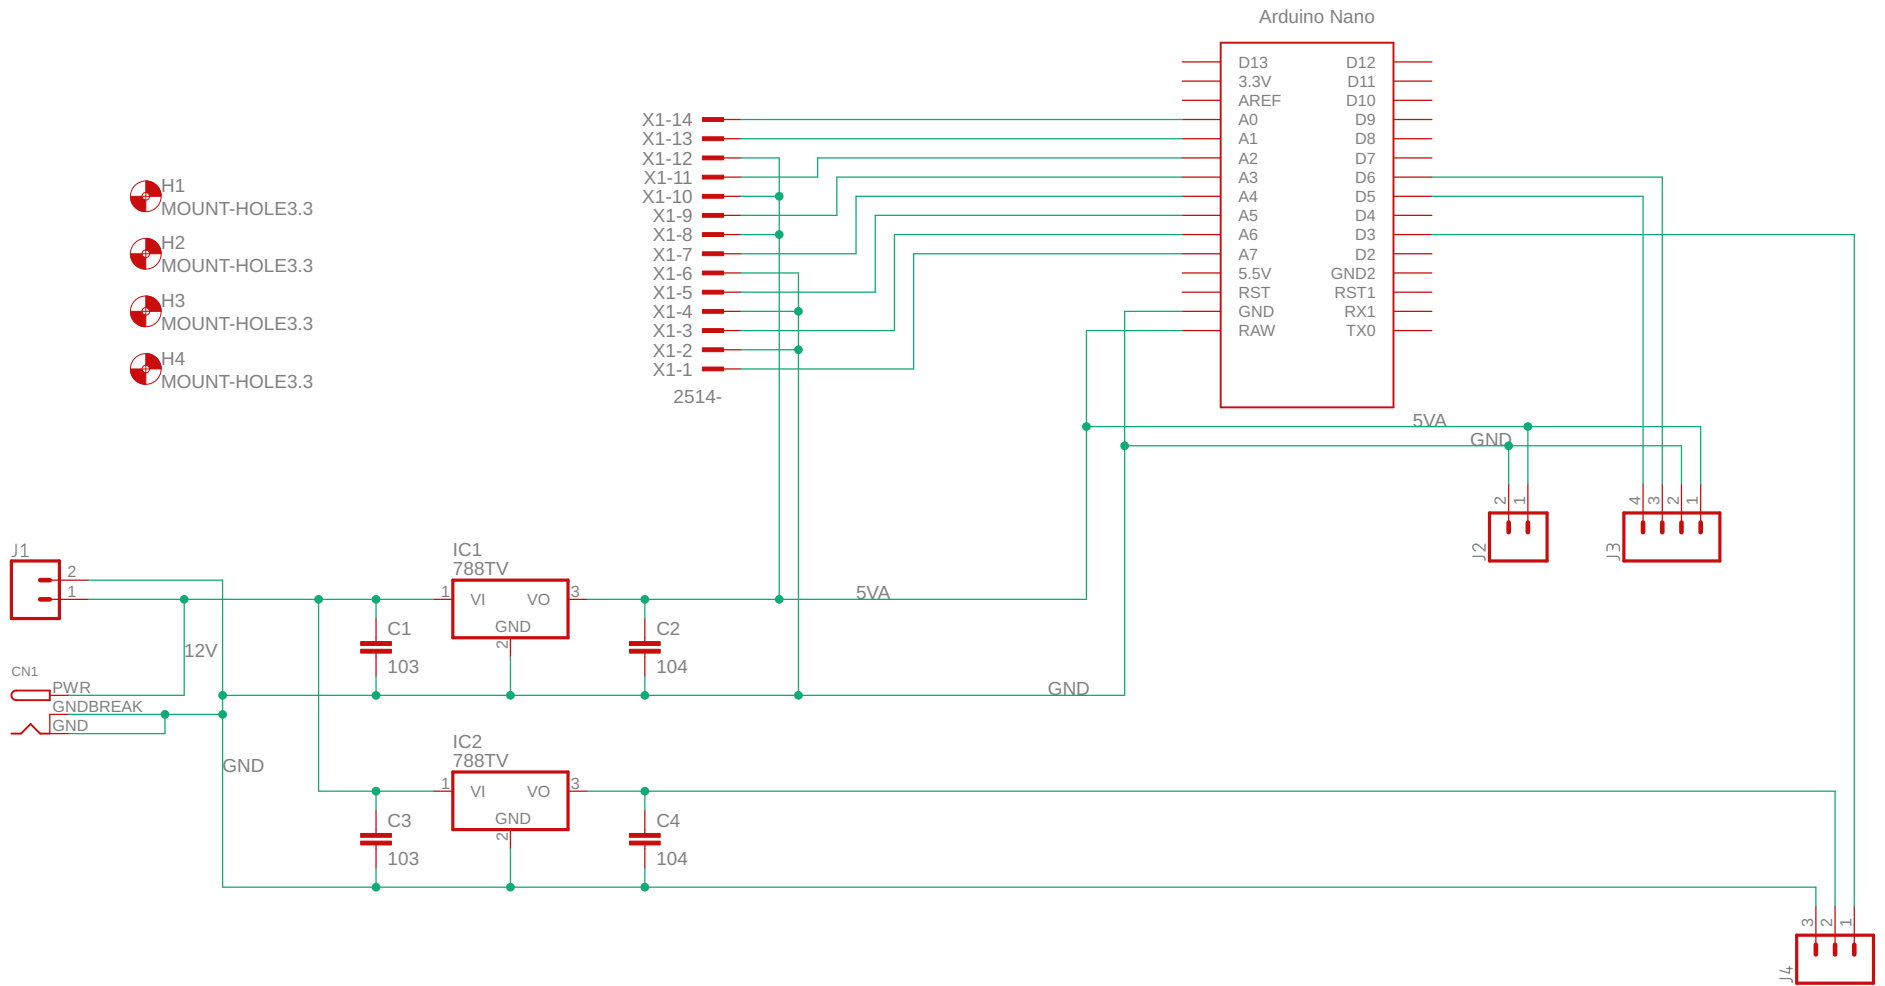 Arduino Nano
D13
3.3V
AREF
A0
A1
A2
A3
A4
A5
A6
A7
5.5V
RST
GND
RAW
D12
D11
D10
D9
D8
D7
D6
D5
D4
D3
D2
GND2
RST1
RX1
TX0
X1-14
X1-13
X1-12
X1-11
X1-10
X1-9
X1-8
X1-7
X1-6
X1-5
X1-4
X1-3
X1-2
X1-1
2514-
H1
MOUNT-HOLE3.3
H2
MOUNT-HOLE3.3
H3
MOUNT-HOLE3.3
H4
MOUNT-HOLE3.3
5VA
GND
2
1
J2
4
3
2
1
J3
J1
2
1
12V
CN1
PWR
GNDBREAK
GND
GND
IC1
788TV
1
VI
VO
3
GND
2
C1
103
C2
104
5VA
GND
IC2
788TV
1
VI
VO
3
GND
2
C3
103
C4
104
3
2
1
J4